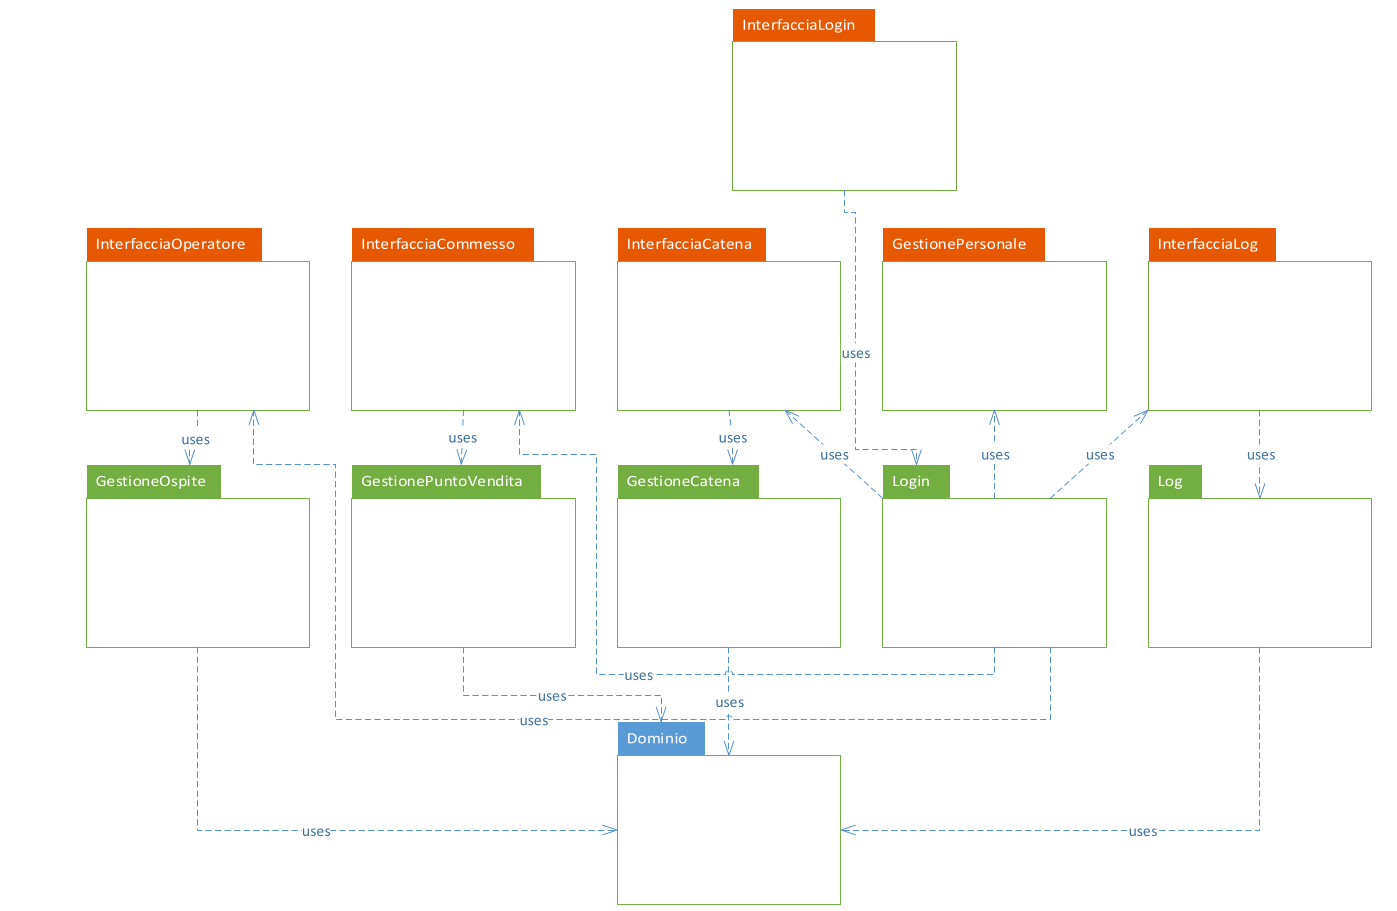 InterfacciaLogin
InterfacciaOperatore
InterfacciaCommesso
InterfacciaCatena
GestionePersonale
InterfacciaLog
uses
uses
uses
uses
uses
uses
uses
uses
GestioneOspite
GestionePuntoVendita
GestioneCatena
Login
Log
uses
uses
uses
uses
Dominio
uses
uses